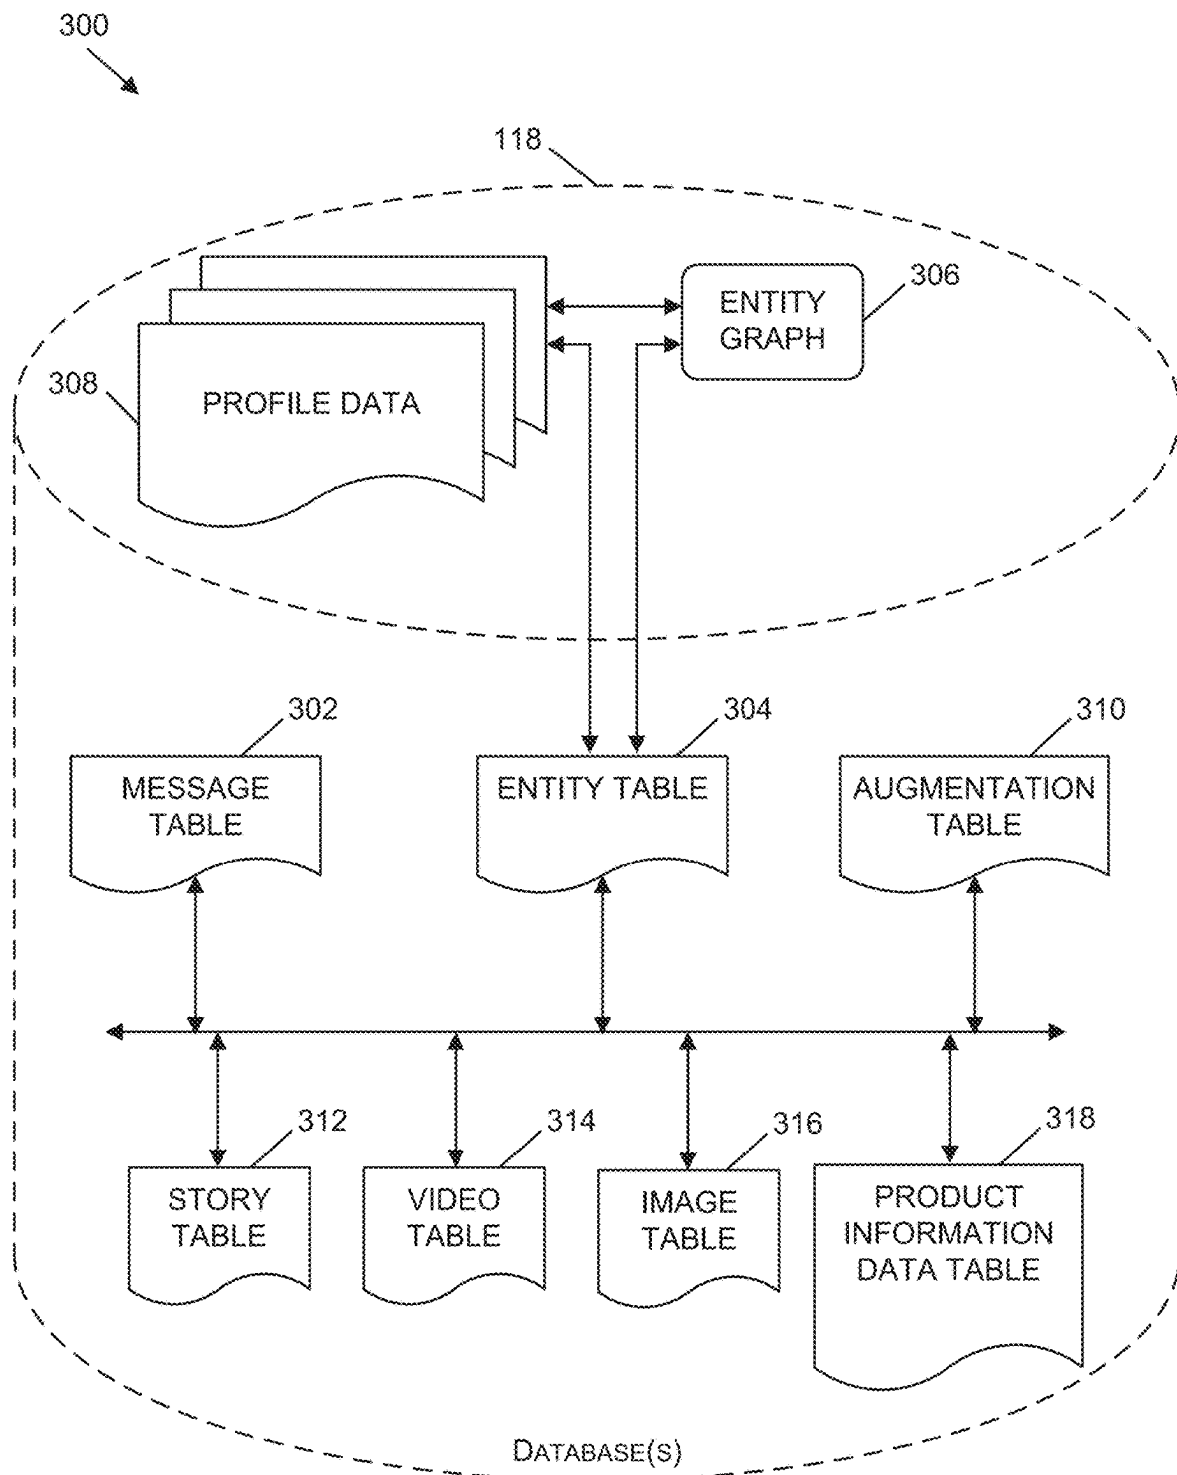 300
118
ENTITY
GRAPH
306
308
PROFILE DATA
302
304
310
MESSAGE
TABLE
ENTITY TABLE
AUGMENTATION
TABLE
312
314
316
318
STORY
TABLE
VIDEO
TABLE
IMAGE
TABLE
PRODUCT
INFORMATION
DATA TABLE
DATABASE(S)